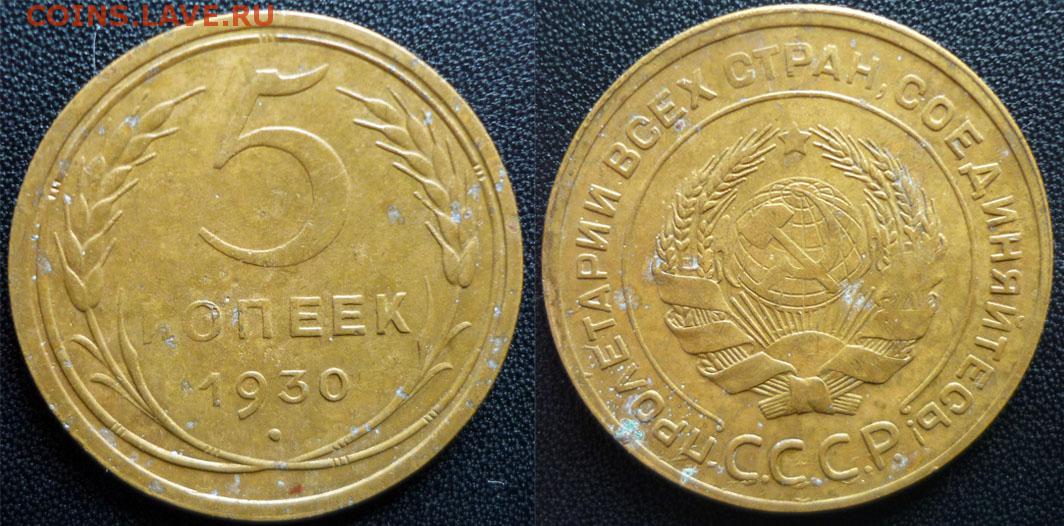 COINS.LAVE.RU
5
КОПЕЕК
1930
ПРОЛЕТАРИИ ВСЕХ СТРАН, СОЕДИНЯЙТЕСЬ!
С.С.С.Р.